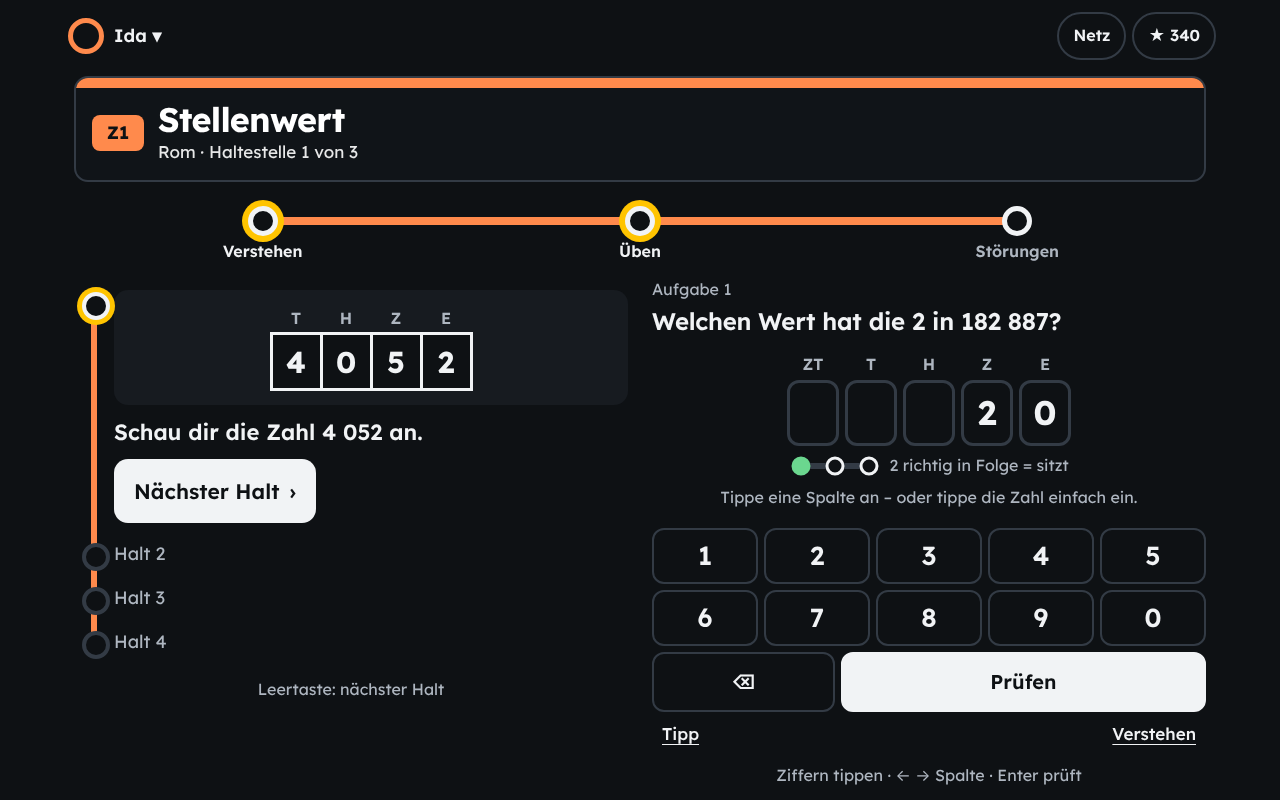 Ida ▾
Netz
★ 340
Z1
Stellenwert
Rom · Haltestelle 1 von 3
Verstehen
Üben
Störungen
T H Z E
4 0 5 2
Schau dir die Zahl 4 052 an.
Nächster Halt ›
Halt 2
Halt 3
Halt 4
Leertaste: nächster Halt
Aufgabe 1
Welchen Wert hat die 2 in 182 887?
ZT T H Z E
2 0
2 richtig in Folge = sitzt
Tippe eine Spalte an – oder tippe die Zahl einfach ein.
1 2 3 4 5
6 7 8 9 0
⌫ Prüfen
Tipp
Verstehen
Ziffern tippen · ← → Spalte · Enter prüft